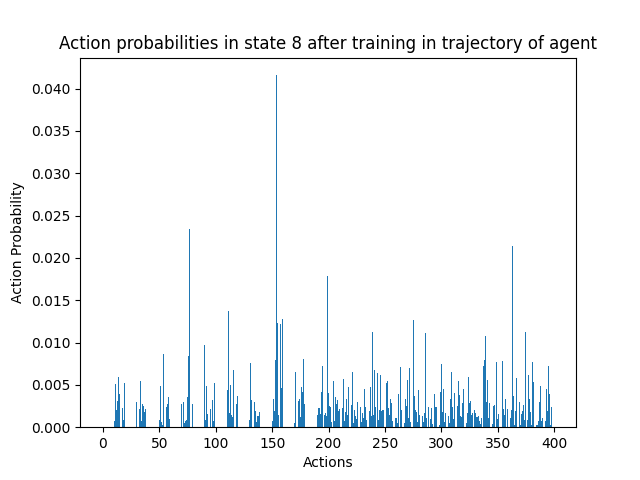 Action probabilities in state 8 after training in trajectory of agent
0.040
0.035
0.030
0.025
0.020
0.015
0.010
0.005
0.000
Action Probability
0 50 100 150 200 250 300 350 400
Actions